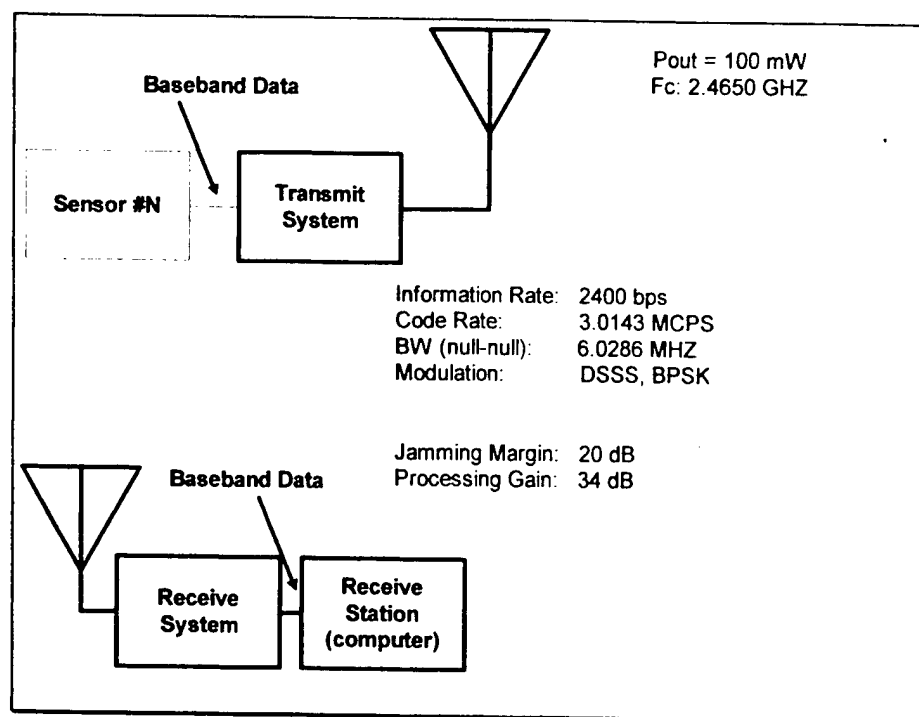 Pout = 100 mW
Fc: 2.4650 GHZ
Baseband Data
Sensor #N
Transmit
System
Information Rate: 2400 bps
Code Rate: 3.0143 MCPS
BW (null-null): 6.0286 MHZ
Modulation: DSSS, BPSK
Jamming Margin: 20 dB
Processing Gain: 34 dB
Baseband Data
Receive
System
Receive
Station
(computer)